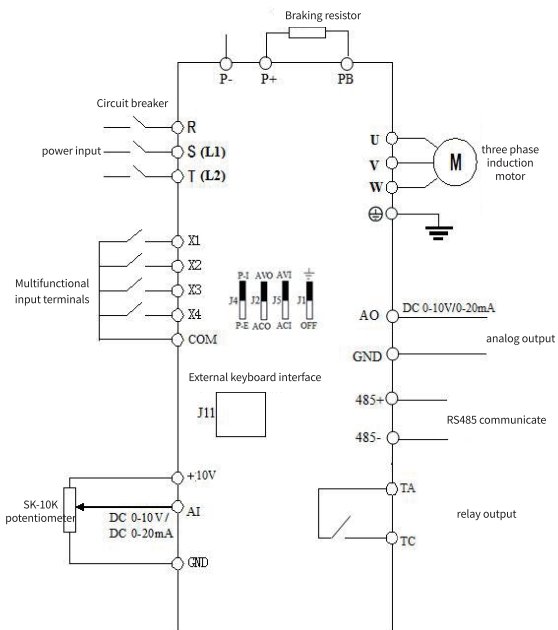 Braking resistor
P-
P+
PB
Circuit breaker
R
power input
S (L1)
T (L2)
U
V
W
M
three phase
induction
motor
X1
X2
X3
X4
COM
Multifunctional
input terminals
P-I AVO AVI
J4 J2 J5 J1
P-E ACO ACI OFF
AO
DC 0-10V/0-20mA
GND
analog output
External keyboard interface
J11
485+
485-
RS485 communicate
+10V
SK-10K
potentiometer
AI
DC 0-10V/
DC 0-20mA
GND
TA
relay output
TC